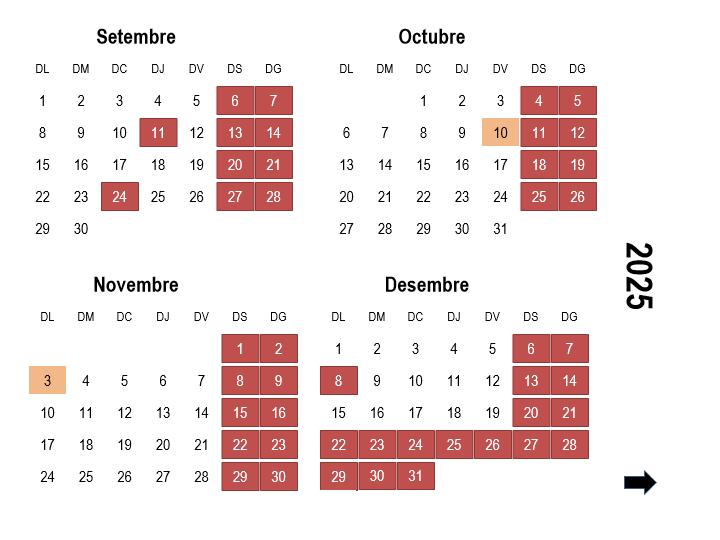 Setembre
DL DM DC DJ DV DS DG
1 2 3 4 5 6 7
8 9 10 11 12 13 14
15 16 17 18 19 20 21
22 23 24 25 26 27 28
29 30
Octubre
DL DM DC DJ DV DS DG
1 2 3 4 5
6 7 8 9 10 11 12
13 14 15 16 17 18 19
20 21 22 23 24 25 26
27 28 29 30 31
2025
Novembre
DL DM DC DJ DV DS DG
1 2
3 4 5 6 7 8 9
10 11 12 13 14 15 16
17 18 19 20 21 22 23
24 25 26 27 28 29 30
Desembre
DL DM DC DJ DV DS DG
1 2 3 4 5 6 7
8 9 10 11 12 13 14
15 16 17 18 19 20 21
22 23 24 25 26 27 28
29 30 31